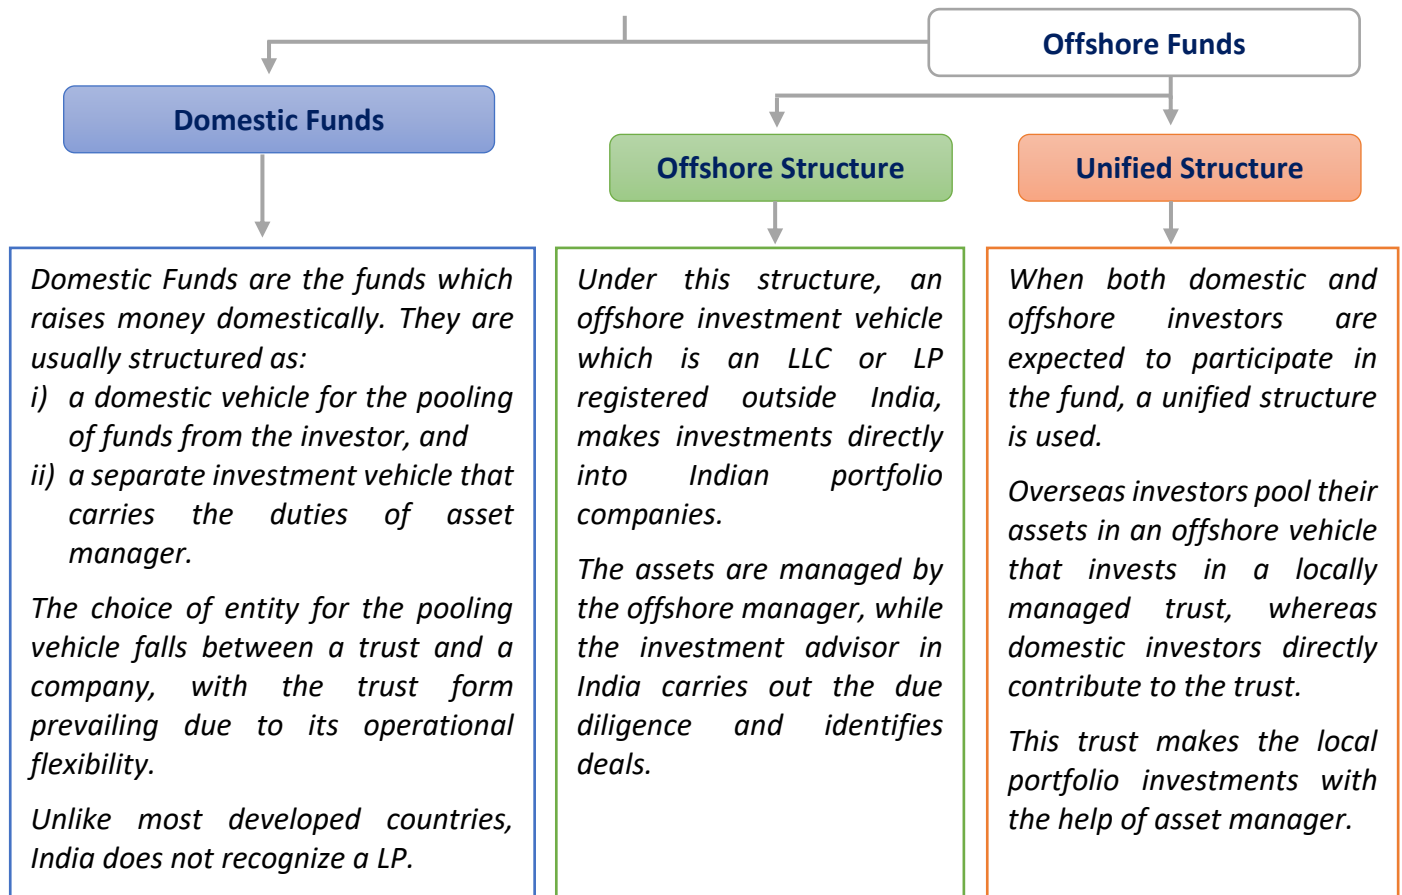 Offshore Funds
Domestic Funds
Offshore Structure
Unified Structure
Domestic Funds are the funds which
raises money domestically. They are
usually structured as:
i) a domestic vehicle for the pooling
of funds from the investor, and
ii) a separate investment vehicle that
carries the duties of asset
manager.
The choice of entity for the pooling
vehicle falls between a trust and a
company, with the trust form
prevailing due to its operational
flexibility.
Unlike most developed countries,
India does not recognize a LP.
Under this structure, an
offshore investment vehicle
which is an LLC or LP
registered outside India,
makes investments directly
into Indian portfolio
companies.
The assets are managed by
the offshore manager, while
the investment advisor in
India carries out the due
diligence and identifies
deals.
When both domestic and
offshore investors are
expected to participate in
the fund, a unified structure
is used.
Overseas investors pool their
assets in an offshore vehicle
that invests in a locally
managed trust, whereas
domestic investors directly
contribute to the trust.
This trust makes the local
portfolio investments with
the help of asset manager.